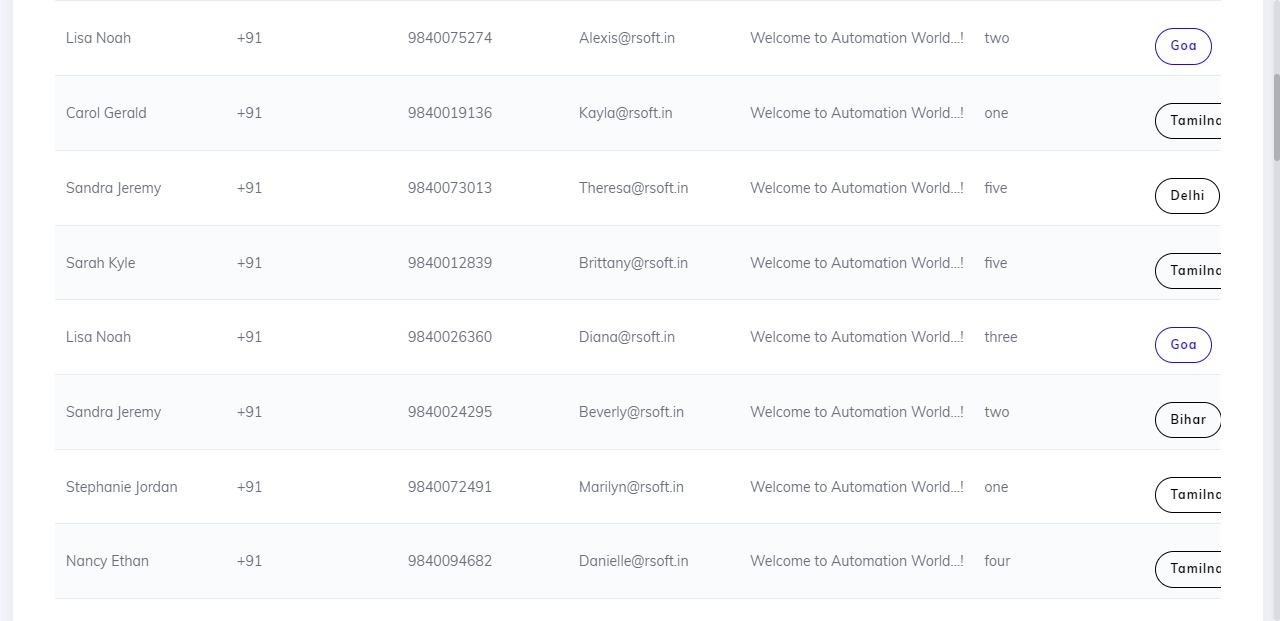 Lisa Noah +91 9840075274 Alexis@rsoft.in Welcome to Automation World...! two Goa
Carol Gerald +91 9840019136 Kayla@rsoft.in Welcome to Automation World...! one Tamilna
Sandra Jeremy +91 9840073013 Theresa@rsoft.in Welcome to Automation World...! five Delhi
Sarah Kyle +91 9840012839 Brittany@rsoft.in Welcome to Automation World...! five Tamilna
Lisa Noah +91 9840026360 Diana@rsoft.in Welcome to Automation World...! three Goa
Sandra Jeremy +91 9840024295 Beverly@rsoft.in Welcome to Automation World...! two Bihar
Stephanie Jordan +91 9840072491 Marilyn@rsoft.in Welcome to Automation World...! one Tamilna
Nancy Ethan +91 9840094682 Danielle@rsoft.in Welcome to Automation World...! four Tamilna